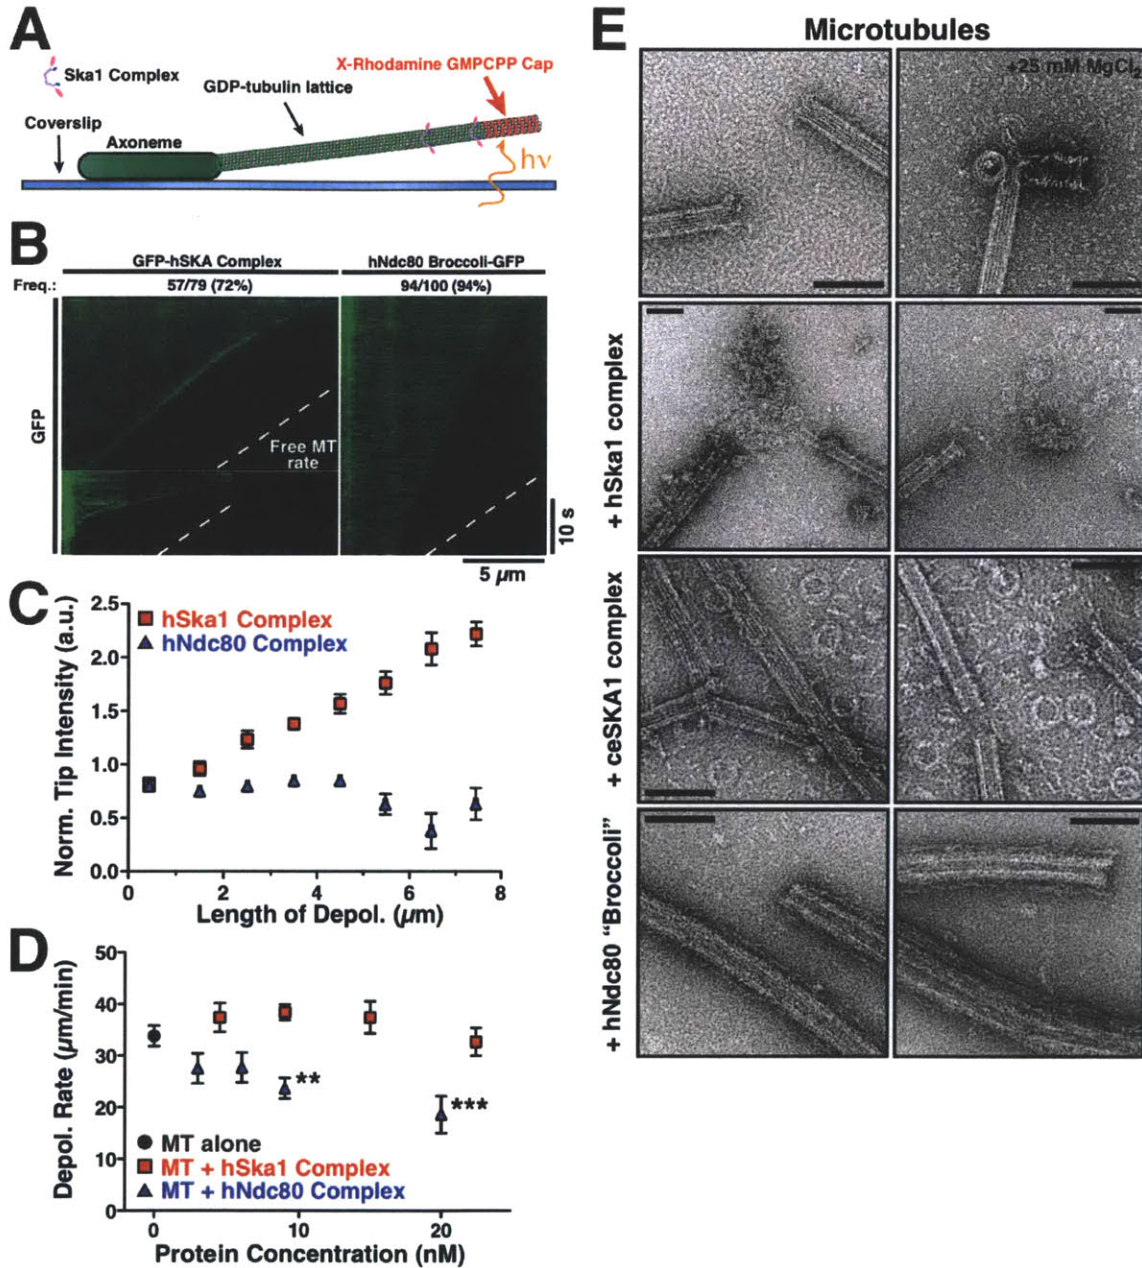 A
Ska1 Complex
X-Rhodamine GMPCPP Cap
GDP-tubulin lattice
Coverslip
Axoneme
hν
B
GFP-hSKA Complex
hNdc80 Broccoli-GFP
Freq.:
57/79 (72%)
94/100 (94%)
GFP
Free MT
rate
10 s
5 µm
C
Norm. Tip Intensity (a.u.)
2.5
2.0
1.5
1.0
0.5
0.0
hSka1 Complex
hNdc80 Complex
0
2
4
6
8
Length of Depol. (µm)
D
Depol. Rate (µm/min)
50
40
30
20
10
0
**
***
MT alone
MT + hSka1 Complex
MT + hNdc80 Complex
0
10
20
Protein Concentration (nM)
E
Microtubules
+25 mM MgCl2
+ hSka1 complex
+ ceSKA1 complex
+ hNdc80 “Broccoli”